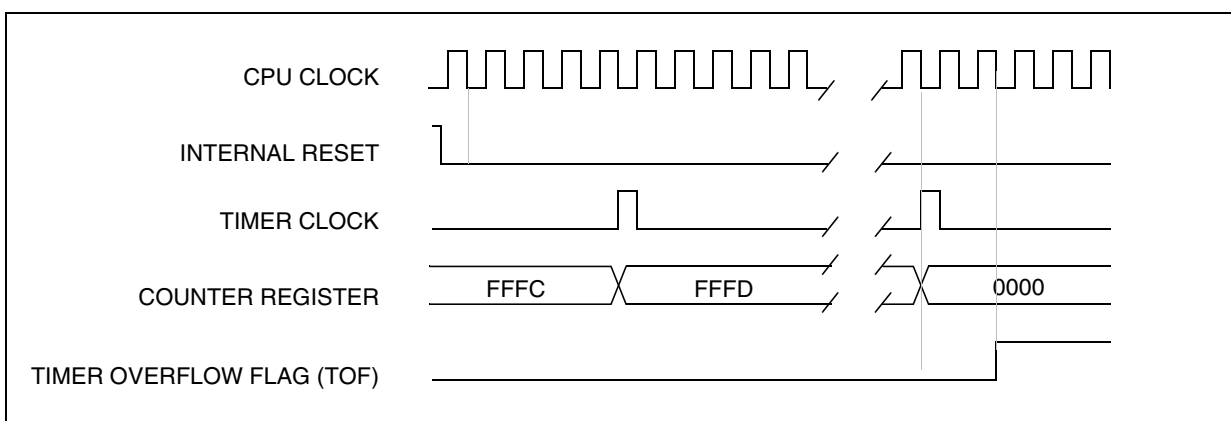 CPU CLOCK
INTERNAL RESET
TIMER CLOCK
COUNTER REGISTER
FFFC
FFFD
0000
TIMER OVERFLOW FLAG (TOF)